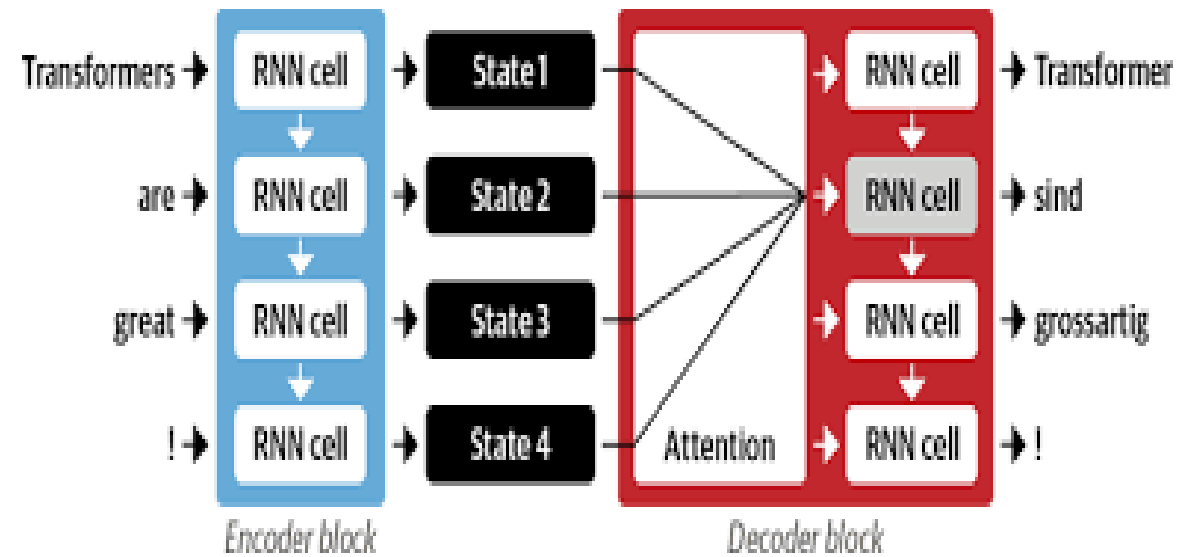 Transformers RNN cell State 1 RNN cell Transformer
are RNN cell State 2 RNN cell sind
great RNN cell State 3 RNN cell grossartig
! RNN cell State 4 Attention RNN cell !
Encoder block Decoder block